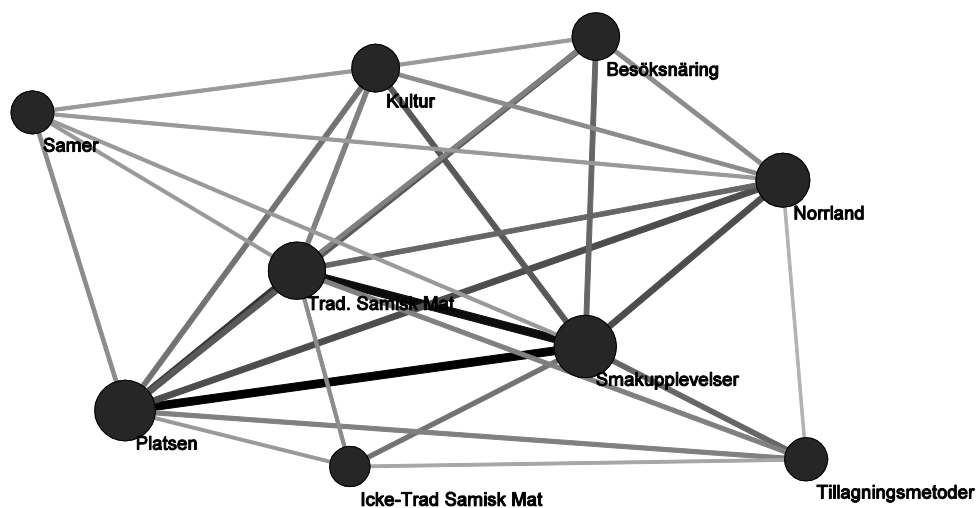 Besöksnäring
Kultur
Samer
Norrland
Trad. Samisk Mat
Smakupplevelser
Platsen
Icke-Trad Samisk Mat
Tillagningsmetoder